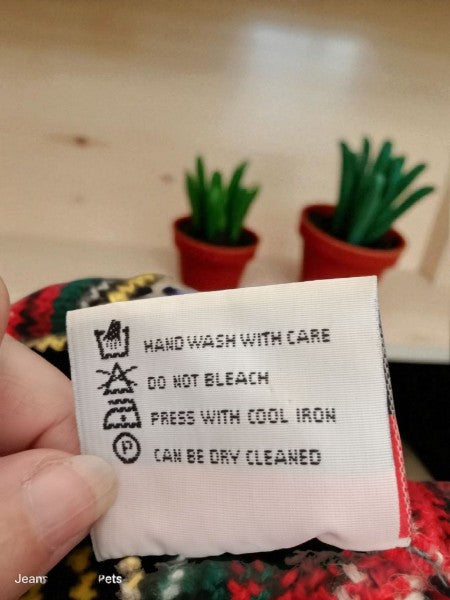 HAND WASH WITH CARE
DO NOT BLEACH
PRESS WITH COOL IRON
P CAN BE DRY CLEANED
Jeans Pets